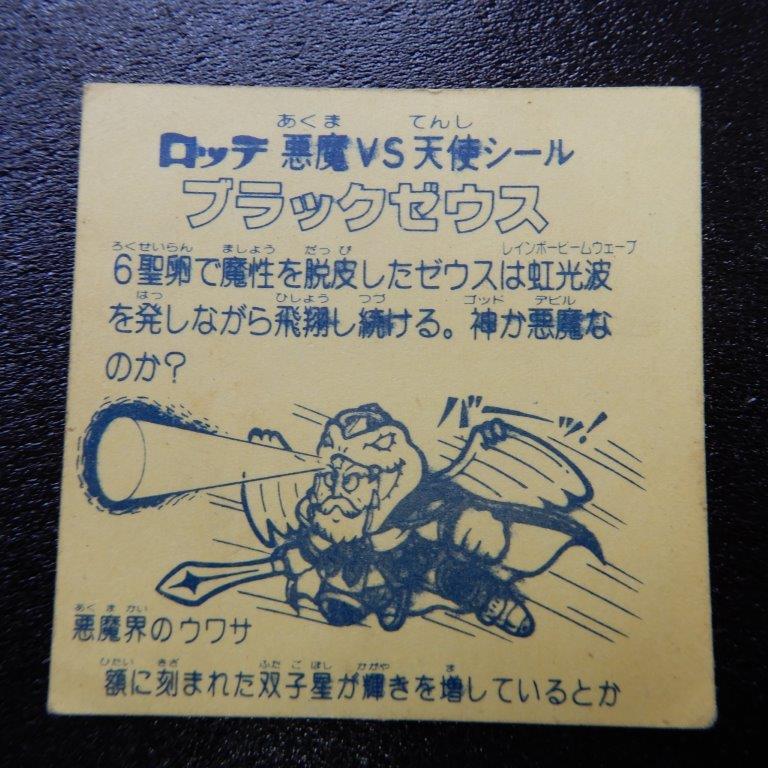 あくま てんし
ロッテ 悪魔VS天使シール
ブラックゼウス
ろくせいらん ましょう だっぴ レインボービームウェーブ
6聖卵で魔性を脱皮したゼウスは虹光波
はっ ひしょう つづ ゴッド デビル
を発しながら飛翔し続ける。神か悪魔な
のか?
バーッ!
あくまかい
悪魔界のウワサ
ひたい きざ ふたごぼし かがや ま
額に刻まれた双子星が輝きを増しているとか